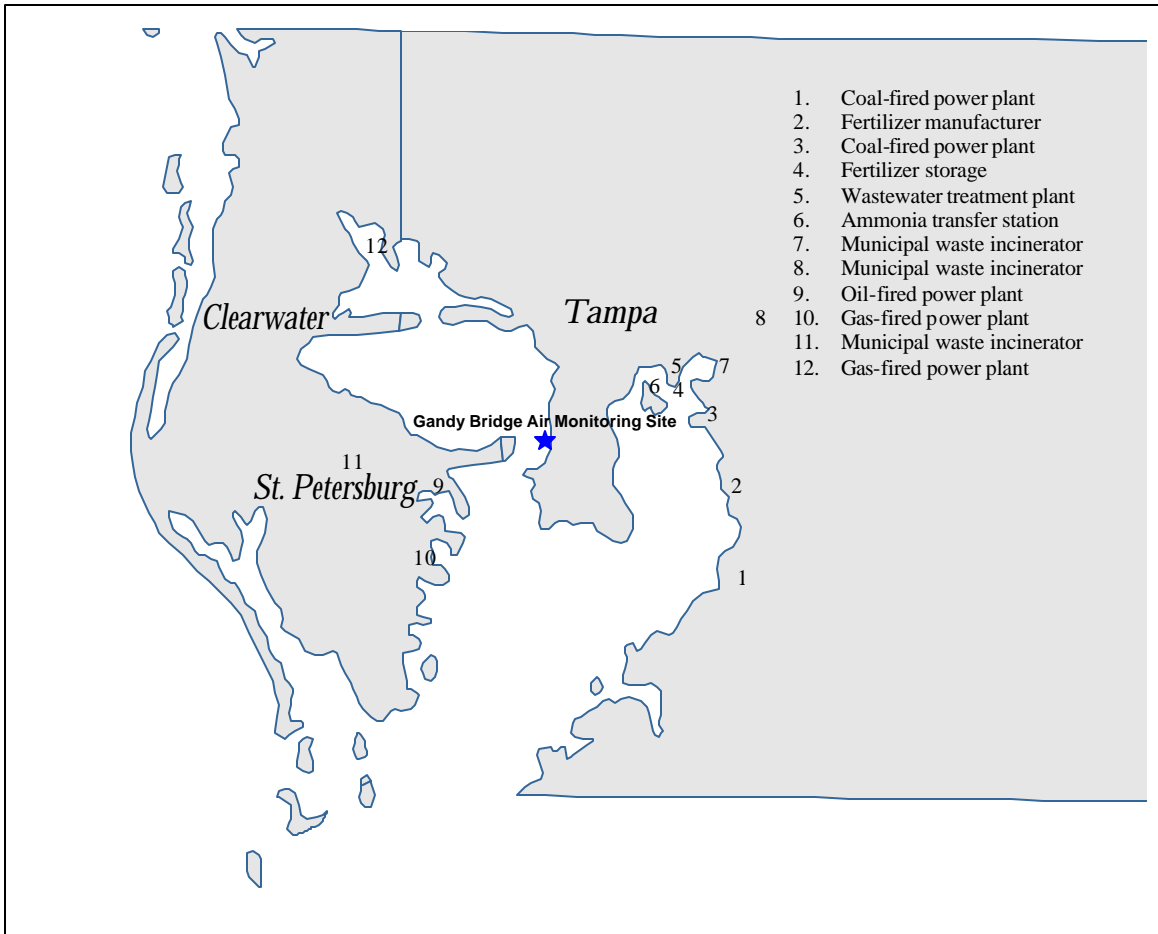 1. Coal-fired power plant
2. Fertilizer manufacturer
3. Coal-fired power plant
4. Fertilizer storage
5. Wastewater treatment plant
6. Ammonia transfer station
7. Municipal waste incinerator
8. Municipal waste incinerator
9. Oil-fired power plant
10. Gas-fired power plant
11. Municipal waste incinerator
12. Gas-fired power plant
12
Clearwater
Tampa
8
5
7
6
4
3
Gandy Bridge Air Monitoring Site
11
St. Petersburg
9
2
10
1